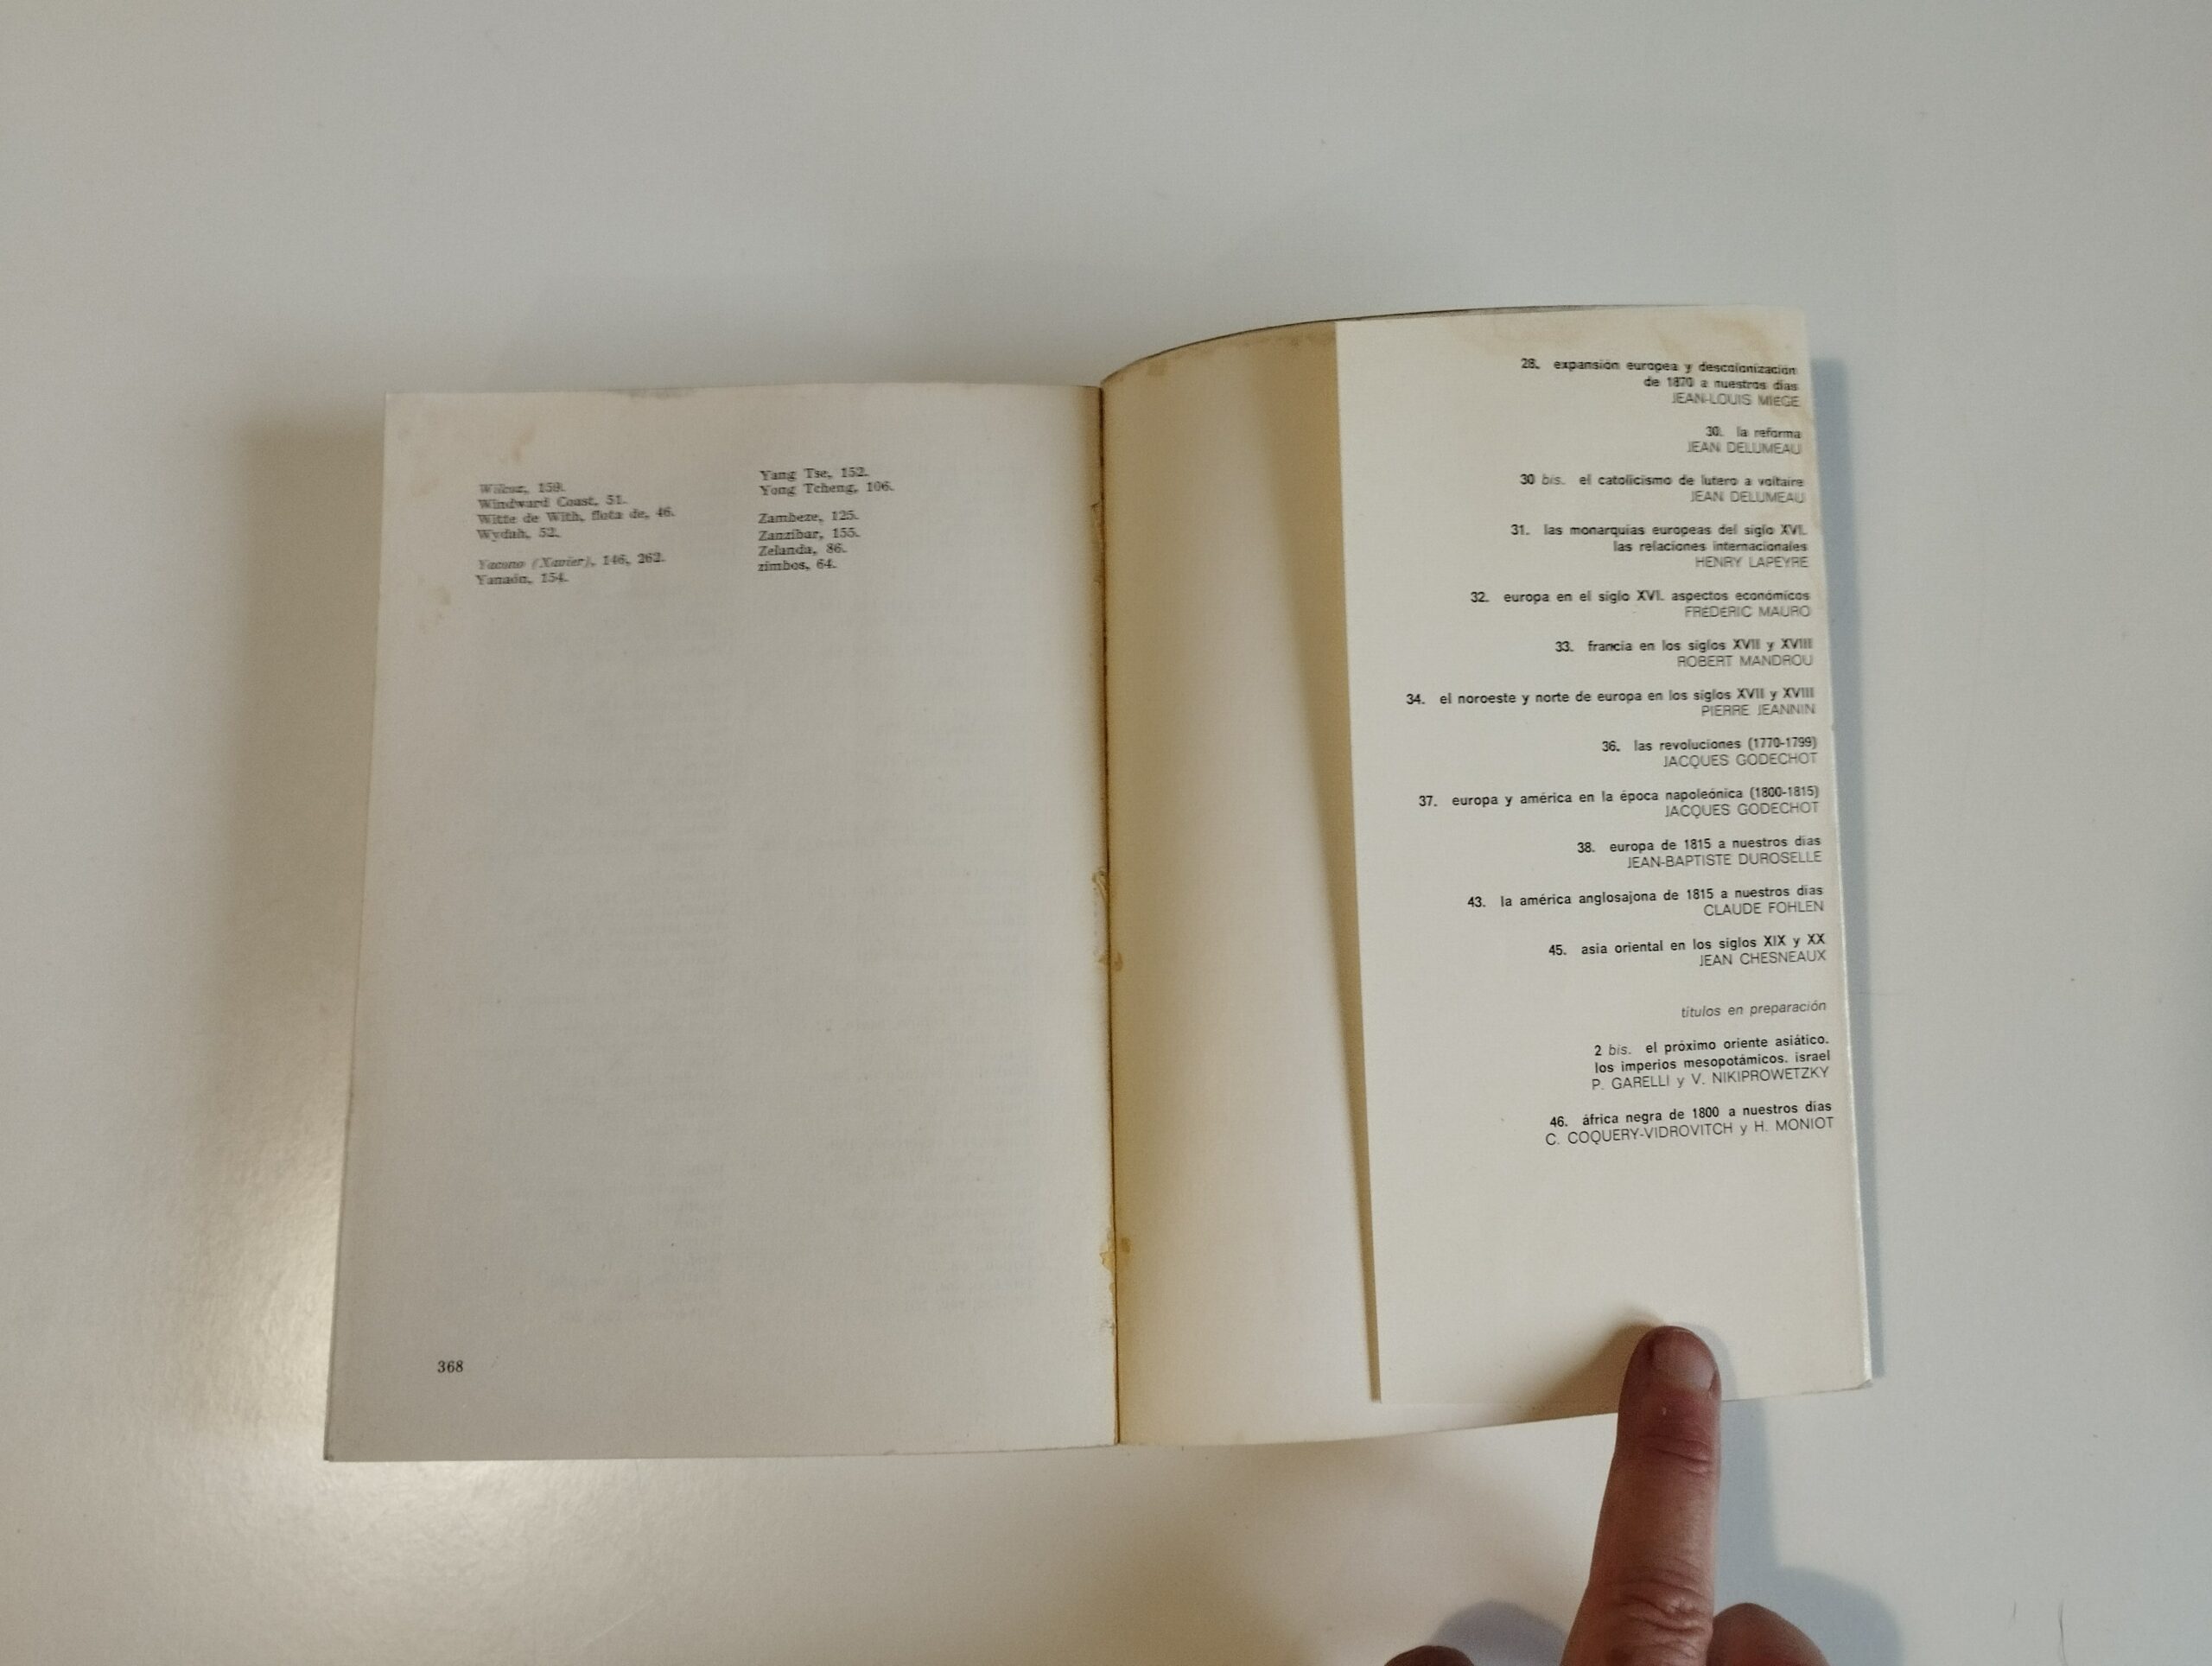 Wilcoz, 159.
Windward Coast, 51.
Witte de With, flota de, 46.
Wyduh, 52.
Yacono (Xavier), 146, 262.
Yanaón, 154.
Yang Tse, 152.
Yong Tcheng, 106.
Zambeze, 125.
Zanzíbar, 155.
Zelanda, 86.
zimbos, 64.
368
28. expansión europea y descolonización
de 1870 a nuestros días
JEAN-LOUIS MIÈGE
30. la reforma
JEAN DELUMEAU
30 bis. el catolicismo de lutero a voltaire
JEAN DELUMEAU
31. las monarquías europeas del siglo XVI.
las relaciones internacionales
HENRY LAPEYRE
32. europa en el siglo XVI. aspectos económicos
FRÉDÉRIC MAURO
33. francia en los siglos XVII y XVIII
ROBERT MANDROU
34. el noroeste y norte de europa en los siglos XVII y XVIII
PIERRE JEANNIN
36. las revoluciones (1770-1799)
JACQUES GODECHOT
37. europa y américa en la época napoleónica (1800-1815)
JACQUES GODECHOT
38. europa de 1815 a nuestros días
JEAN-BAPTISTE DUROSELLE
43. la américa anglosajona de 1815 a nuestros días
CLAUDE FOHLEN
45. asia oriental en los siglos XIX y XX
JEAN CHESNEAUX
títulos en preparación
2 bis. el próximo oriente asiático.
los imperios mesopotámicos. israel
P. GARELLI y V. NIKIPROWETZKY
46. áfrica negra de 1800 a nuestros días
C. COQUERY-VIDROVITCH y H. MONIOT